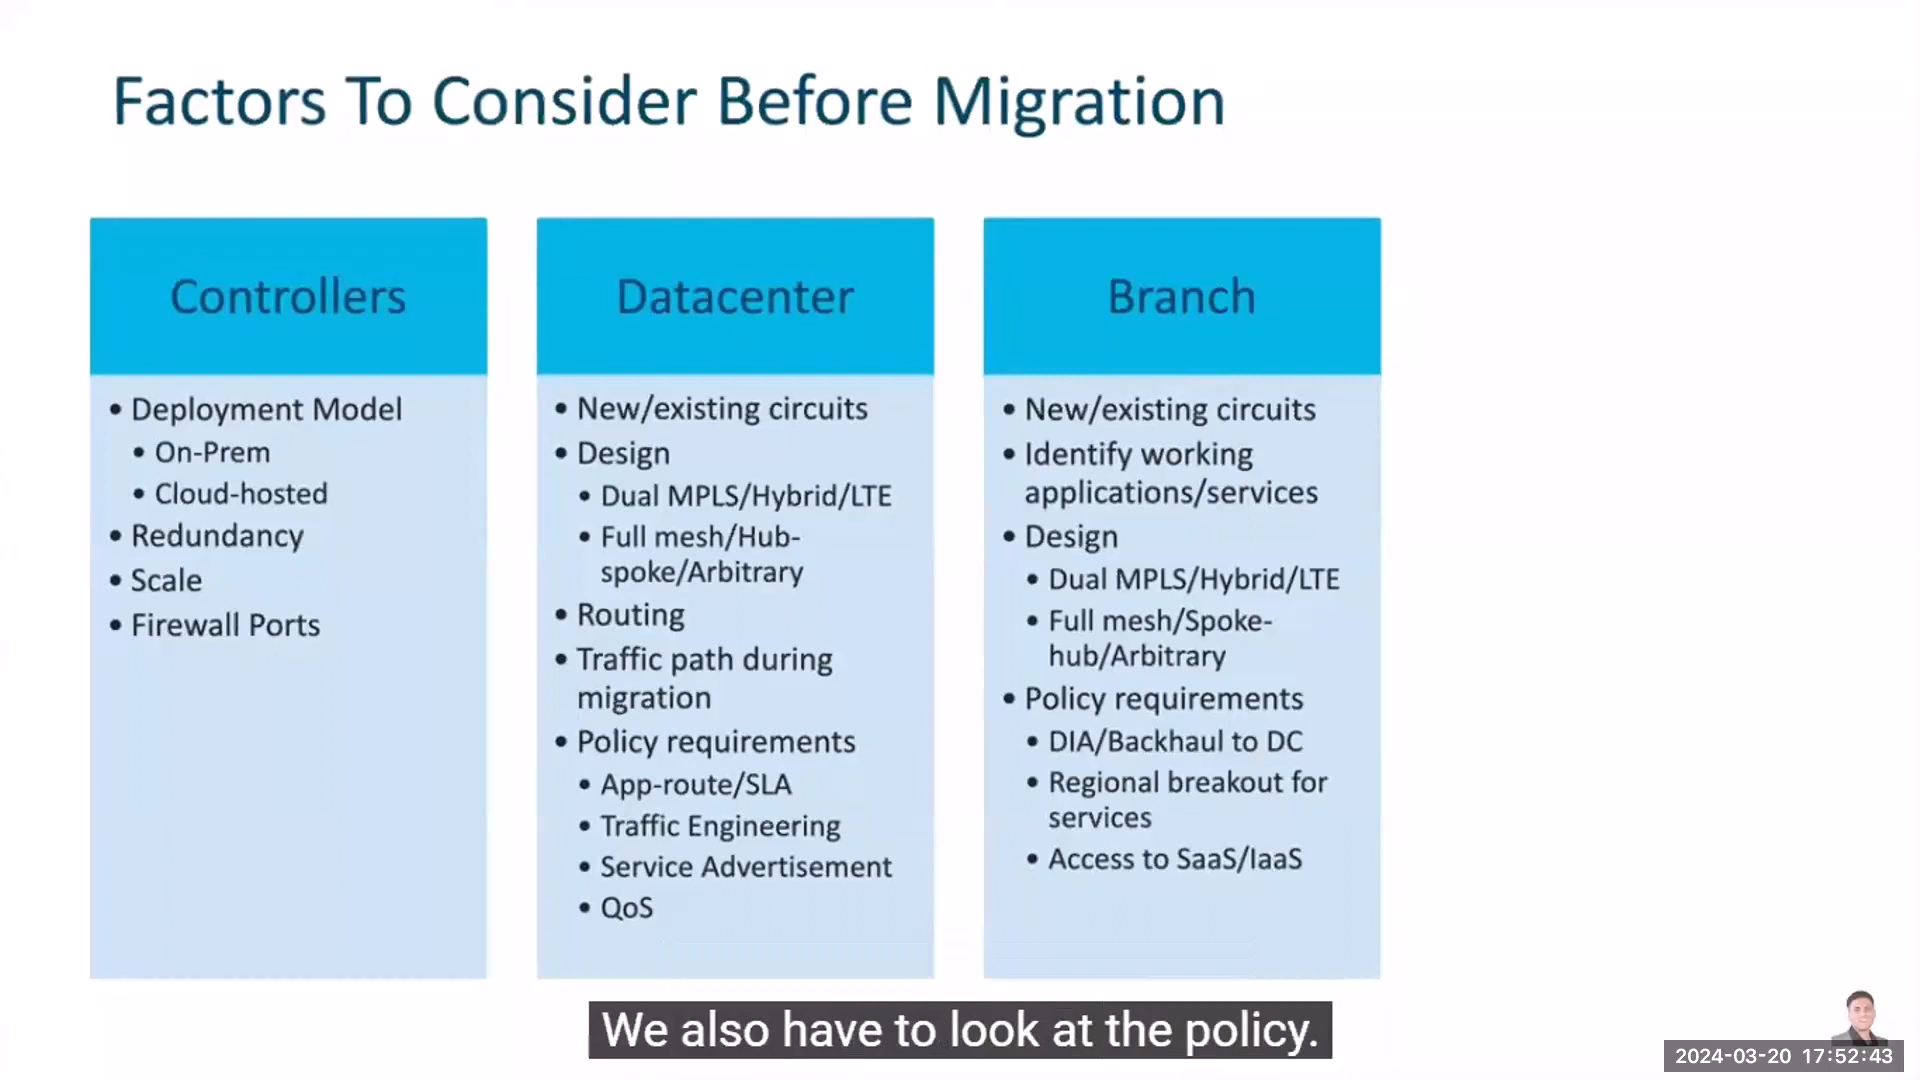 Factors To Consider Before Migration
Controllers
• Deployment Model
• On-Prem
• Cloud-hosted
• Redundancy
• Scale
• Firewall Ports
Datacenter
• New/existing circuits
• Design
• Dual MPLS/Hybrid/LTE
• Full mesh/Hub-
spoke/Arbitrary
• Routing
• Traffic path during
migration
• Policy requirements
• App-route/SLA
• Traffic Engineering
• Service Advertisement
• QoS
Branch
• New/existing circuits
• Identify working
applications/services
• Design
• Dual MPLS/Hybrid/LTE
• Full mesh/Spoke-
hub/Arbitrary
• Policy requirements
• DIA/Backhaul to DC
• Regional breakout for
services
• Access to SaaS/IaaS
We also have to look at the policy.
2024-03-20 17:52:43